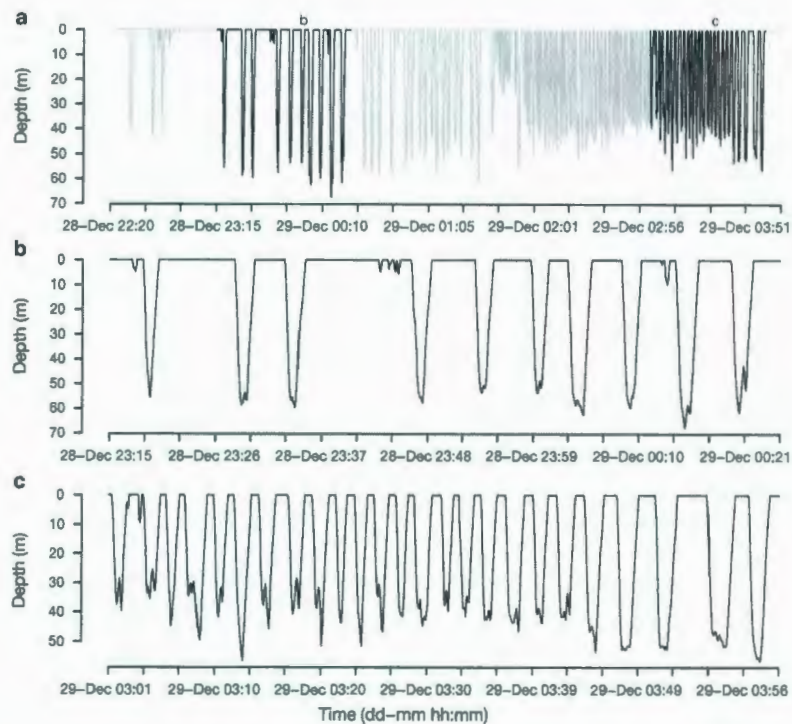 a
b
c
Depth (m)
0
10
20
30
40
50
60
70
28–Dec 22:20 28–Dec 23:15 29–Dec 00:10 29–Dec 01:05 29–Dec 02:01 29–Dec 02:56 29–Dec 03:51
b
Depth (m)
0
10
20
30
40
50
60
70
28–Dec 23:15 28–Dec 23:26 28–Dec 23:37 28–Dec 23:48 28–Dec 23:59 29–Dec 00:10 29–Dec 00:21
c
Depth (m)
0
10
20
30
40
50
29–Dec 03:01 29–Dec 03:10 29–Dec 03:20 29–Dec 03:30 29–Dec 03:39 29–Dec 03:49 29–Dec 03:56
Time (dd–mm hh:mm)